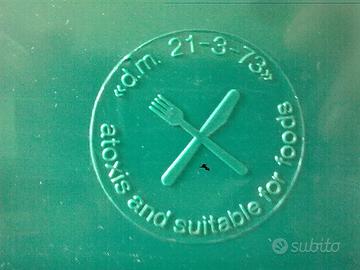 «d.m. 21-3-73»
atoxis and suitable for foods
subito